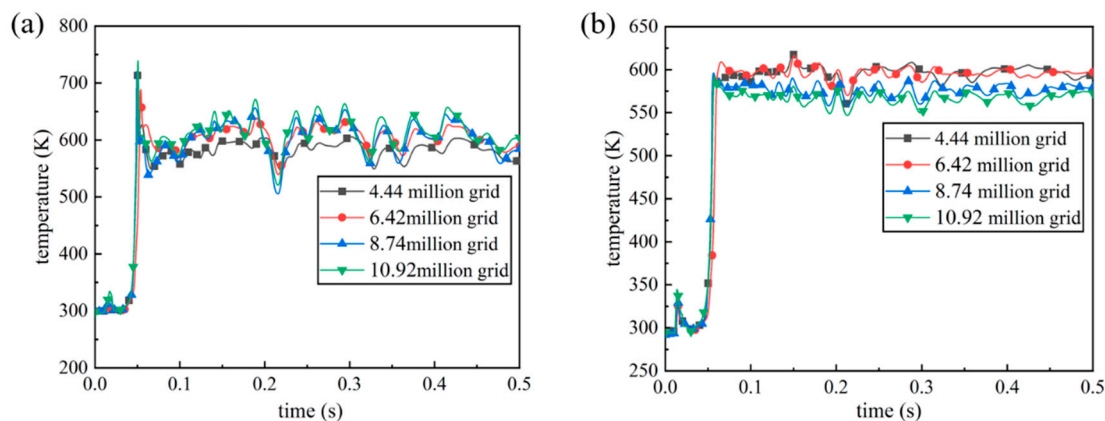 (a)
800
700
600
500
400
300
200
temperature (K)
4.44 million grid
6.42million grid
8.74million grid
10.92million grid
0.0 0.1 0.2 0.3 0.4 0.5
time (s)
(b)
650
600
550
500
450
400
350
300
250
temperature (K)
4.44 million grid
6.42 million grid
8.74 million grid
10.92 million grid
0.0 0.1 0.2 0.3 0.4 0.5
time (s)